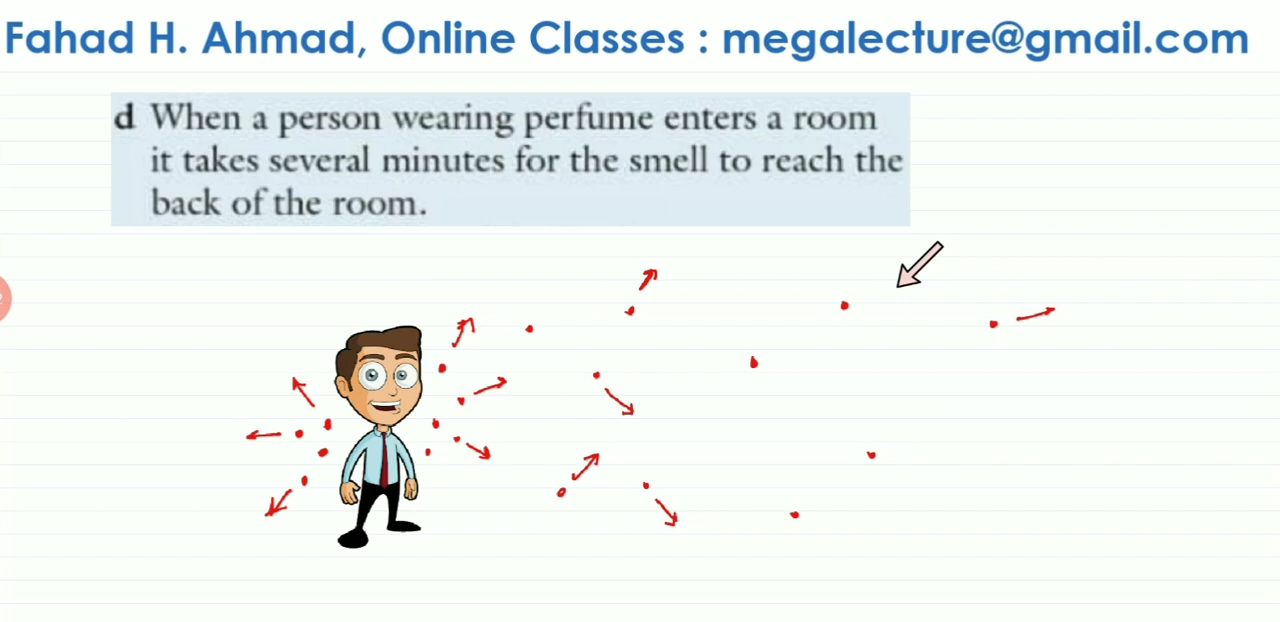 Fahad H. Ahmad, Online Classes : megalecture@gmail.com
d When a person wearing perfume enters a room
it takes several minutes for the smell to reach the
back of the room.